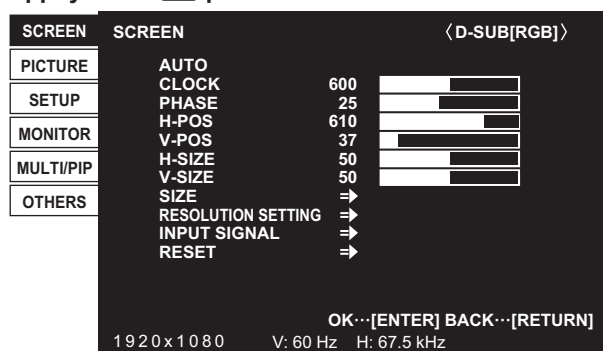 SCREEN
PICTURE
SETUP
MONITOR
MULTI/PIP
OTHERS
SCREEN 〈D-SUB[RGB]〉
AUTO
CLOCK 600
PHASE 25
H-POS 610
V-POS 37
H-SIZE 50
V-SIZE 50
SIZE
RESOLUTION SETTING
INPUT SIGNAL
RESET
OK···[ENTER] BACK···[RETURN]
1920x1080 V: 60 Hz H: 67.5 kHz